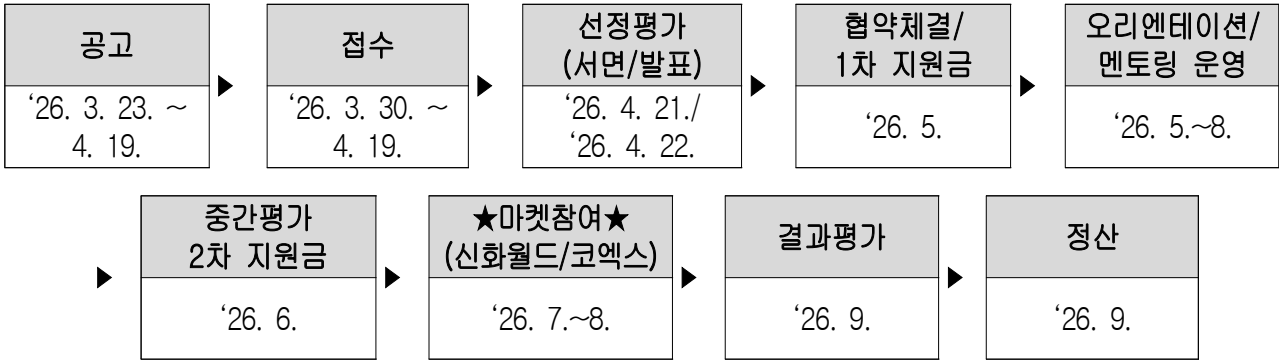 공고
‘26. 3. 23. ~
4. 19.
▶
접수
‘26. 3. 30. ~
4. 19.
▶
선정평가
(서면/발표)
‘26. 4. 21./
‘26. 4. 22.
▶
협약체결/
1차 지원금
‘26. 5.
▶
오리엔테이션/
멘토링 운영
‘26. 5.~8.
▶
중간평가
2차 지원금
‘26. 6.
▶
★마켓참여★
(신화월드/코엑스)
‘26. 7.~8.
▶
결과평가
‘26. 9.
▶
정산
‘26. 9.